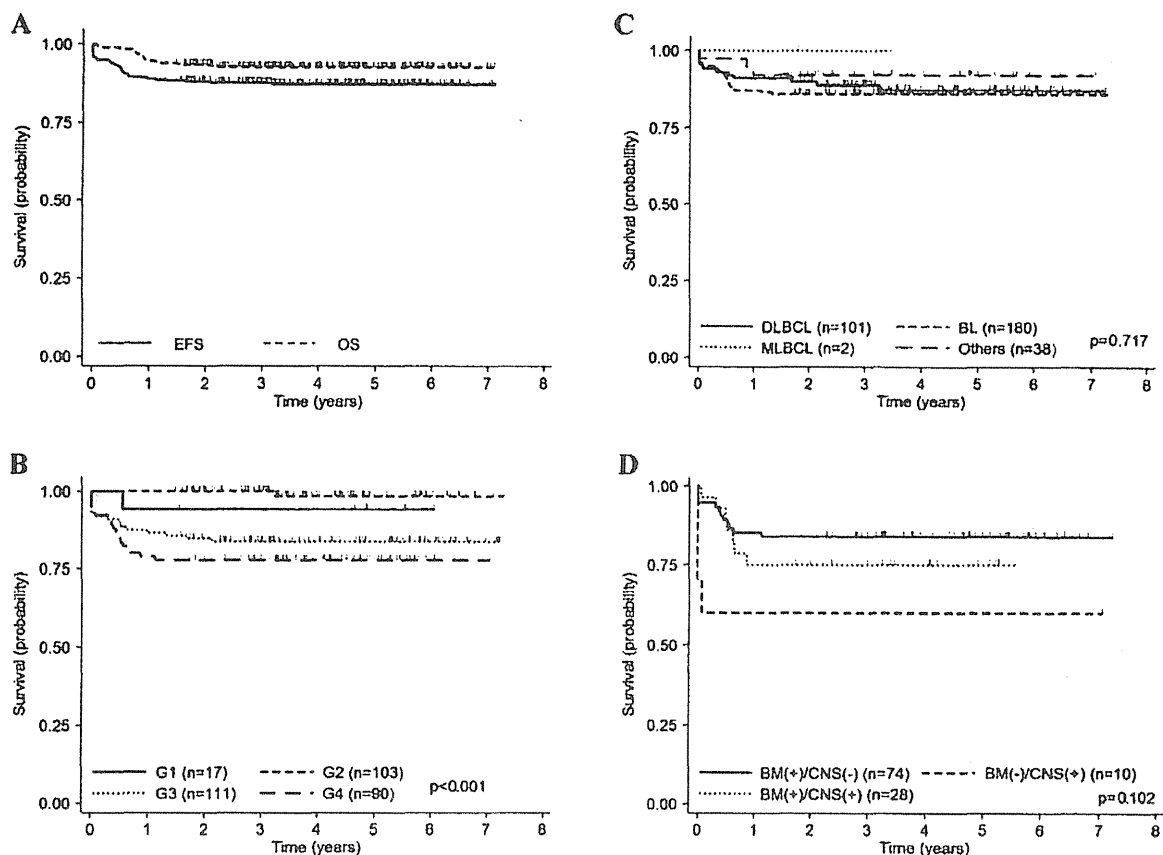 A
1.00
0.75
0.50
0.25
0.00
Survival (probability)
EFS OS
0 1 2 3 4 5 6 7 8
Time (years)
C
1.00
0.75
0.50
0.25
0.00
Survival (probability)
DLBCL (n=101) BL (n=180)
MLBCL (n=2) Others (n=38)
p=0.717
0 1 2 3 4 5 6 7 8
Time (years)
B
1.00
0.75
0.50
0.25
0.00
Survival (probability)
G1 (n=17) G2 (n=103)
G3 (n=111) G4 (n=90)
p<0.001
0 1 2 3 4 5 6 7 8
Time (years)
D
1.00
0.75
0.50
0.25
0.00
Survival (probability)
BM(+)/CNS(-) (n=74) BM(-)/CNS(+) (n=10)
BM(+)/CNS(+) (n=28)
p=0.102
0 1 2 3 4 5 6 7 8
Time (years)